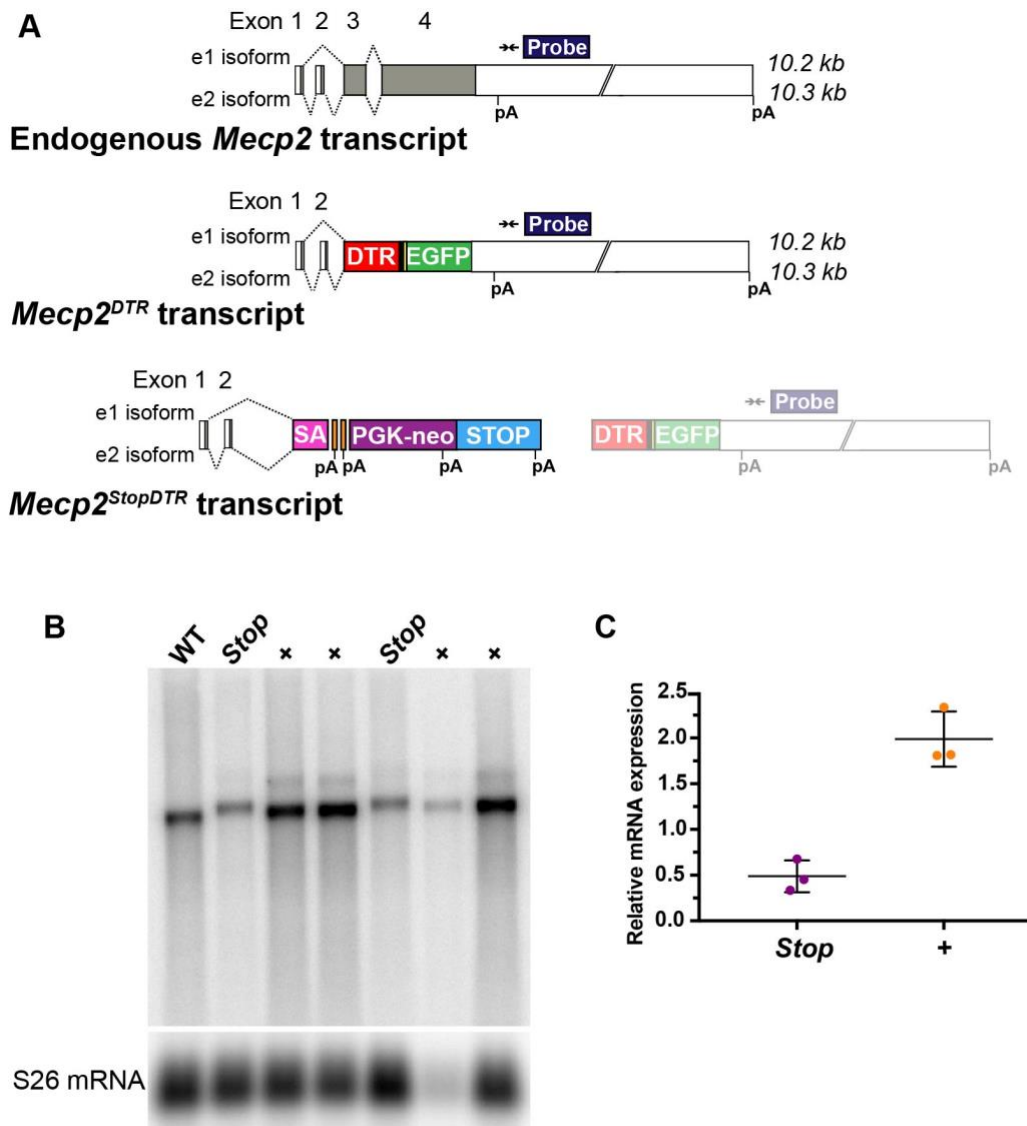 A
Exon 1 2 3 4
e1 isoform
Probe
10.2 kb
e2 isoform
10.3 kb
pA pA
Endogenous Mecp2 transcript
Exon 1 2
e1 isoform
Probe
DTR EGFP
10.2 kb
e2 isoform
10.3 kb
pA pA
Mecp2DTR transcript
Exon 1 2
e1 isoform
Probe
SA PGK-neo STOP DTR EGFP
e2 isoform
pA pA pA pA pA pA
Mecp2StopDTR transcript
B
WT Stop + + Stop + +
S26 mRNA
C
Relative mRNA expression
2.5
2.0
1.5
1.0
0.5
0.0
Stop +